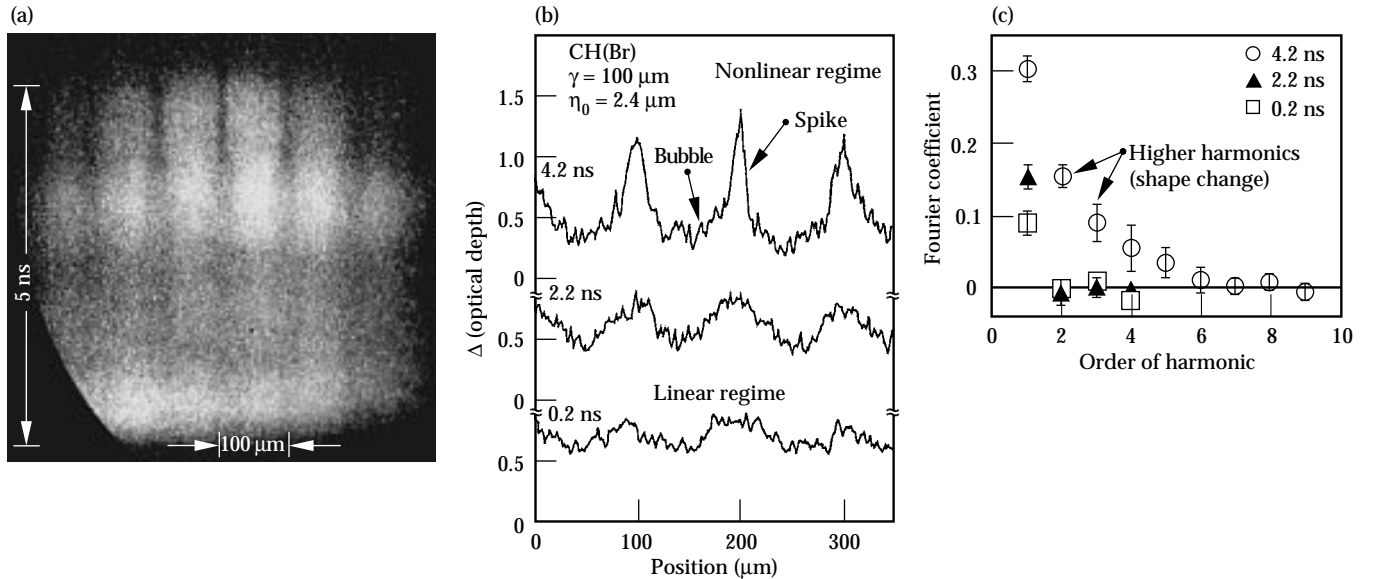 (a)
5 ns
100 µm
(b)
CH(Br)
γ = 100 µm
η₀ = 2.4 µm
Nonlinear regime
Spike
Bubble
4.2 ns
1.5
1.0
0.5
0
2.2 ns
0.5
0
Linear regime
0.2 ns
0.5
0
Δ (optical depth)
0 100 200 300
Position (µm)
(c)
4.2 ns
2.2 ns
0.2 ns
Higher harmonics
(shape change)
0.3
0.2
0.1
0
Fourier coefficient
0 2 4 6 8 10
Order of harmonic